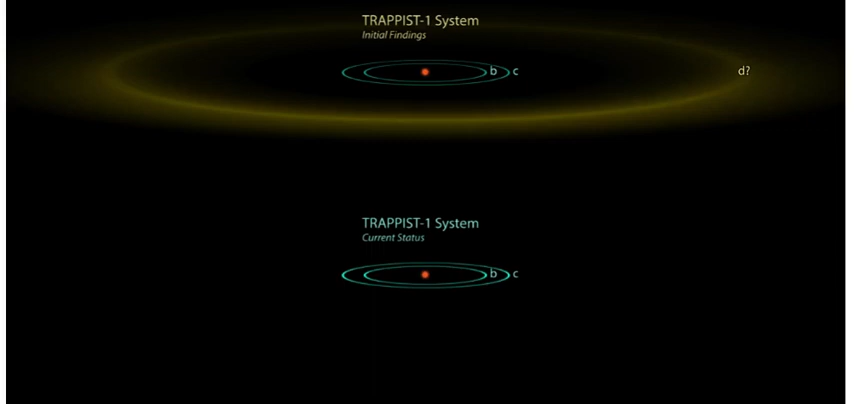 TRAPPIST-1 System
Initial Findings
b c d?
TRAPPIST-1 System
Current Status
b c